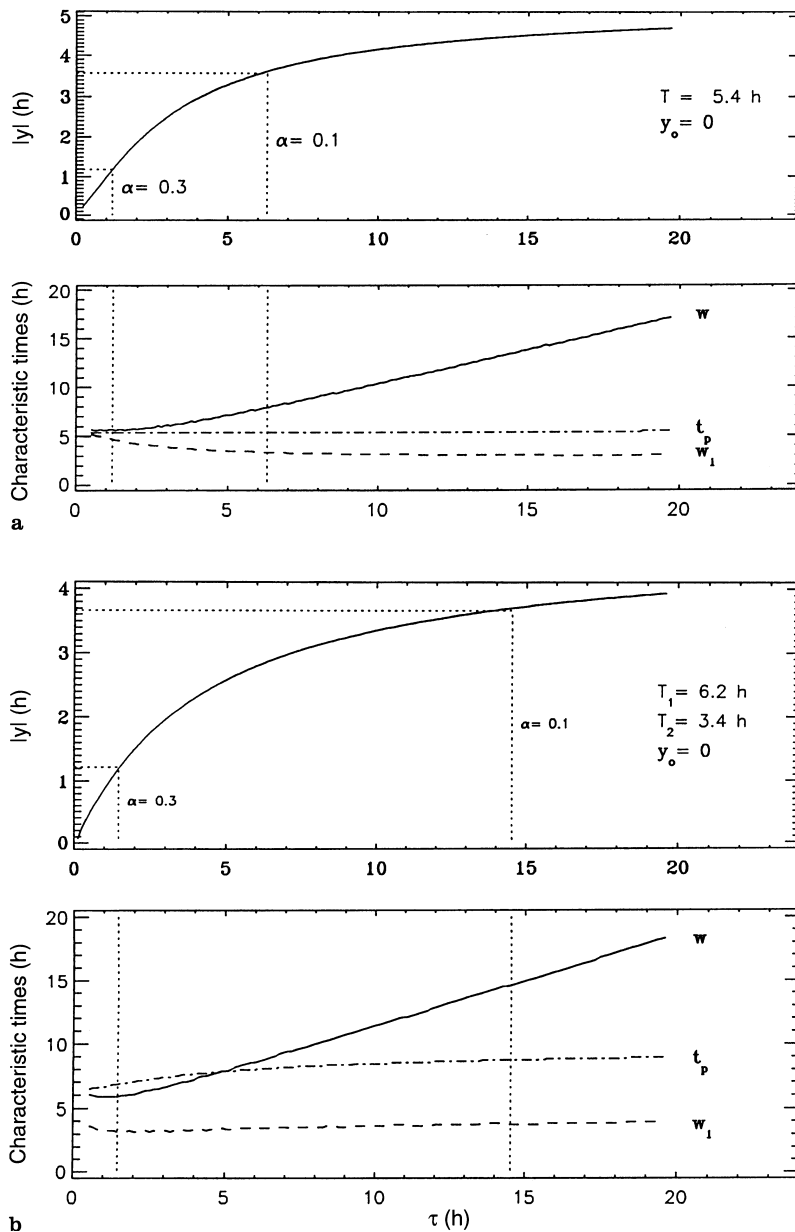 5
4
3
2
1
0
|y| (h)
α= 0.3
α= 0.1
T = 5.4 h
y₀= 0
0 5 10 15 20
20
15
10
5
0
Characteristic times (h)
w
t_p
w_1
0 5 10 15 20
a
4
3
2
1
0
|y| (h)
α= 0.3
α= 0.1
T₁= 6.2 h
T₂= 3.4 h
y₀= 0
0 5 10 15 20
20
15
10
5
0
Characteristic times (h)
w
t_p
w_1
0 5 10 15 20
τ (h)
b